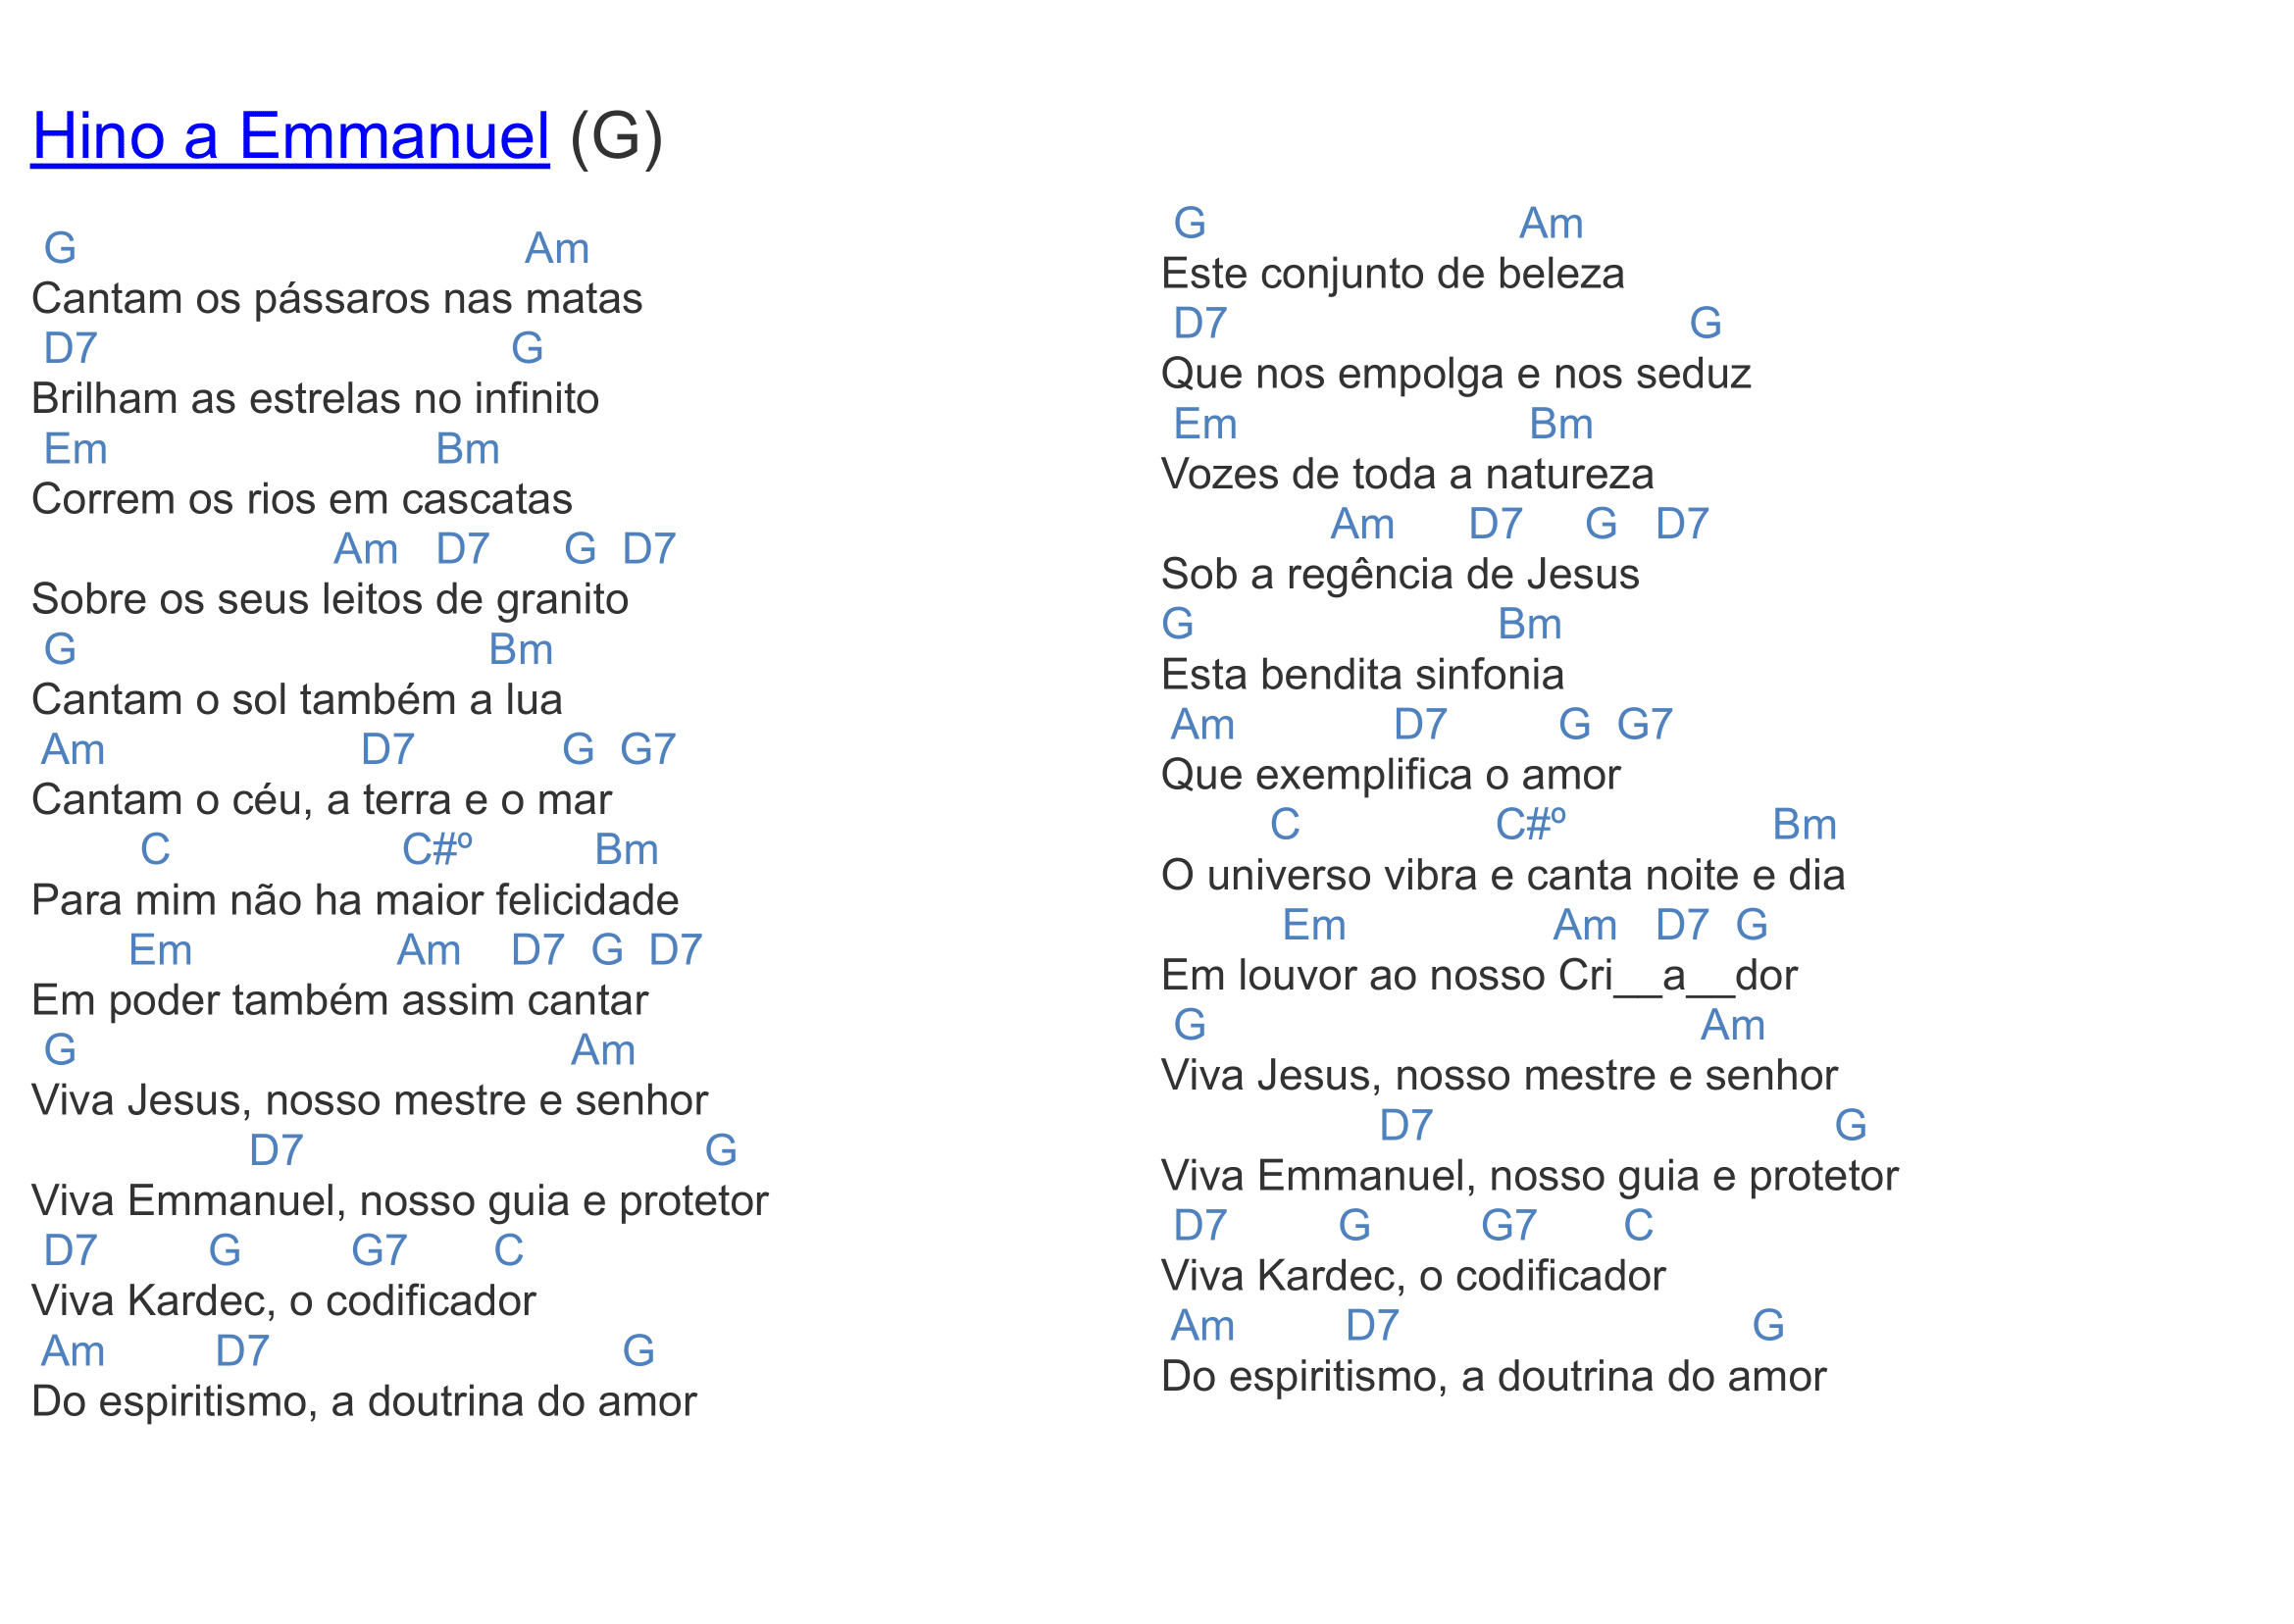 Hino a Emmanuel (G)
G Am
Cantam os pássaros nas matas
D7 G
Brilham as estrelas no infinito
Em Bm
Correm os rios em cascatas
Am D7 G D7
Sobre os seus leitos de granito
G Bm
Cantam o sol também a lua
Am D7 G G7
Cantam o céu, a terra e o mar
C C#º Bm
Para mim não ha maior felicidade
Em Am D7 G D7
Em poder também assim cantar
G Am
Viva Jesus, nosso mestre e senhor
D7 G
Viva Emmanuel, nosso guia e protetor
D7 G G7 C
Viva Kardec, o codificador
Am D7 G
Do espiritismo, a doutrina do amor
G Am
Este conjunto de beleza
D7 G
Que nos empolga e nos seduz
Em Bm
Vozes de toda a natureza
Am D7 G D7
Sob a regência de Jesus
G Bm
Esta bendita sinfonia
Am D7 G G7
Que exemplifica o amor
C C#º Bm
O universo vibra e canta noite e dia
Em Am D7 G
Em louvor ao nosso Cri__a__dor
G Am
Viva Jesus, nosso mestre e senhor
D7 G
Viva Emmanuel, nosso guia e protetor
D7 G G7 C
Viva Kardec, o codificador
Am D7 G
Do espiritismo, a doutrina do amor